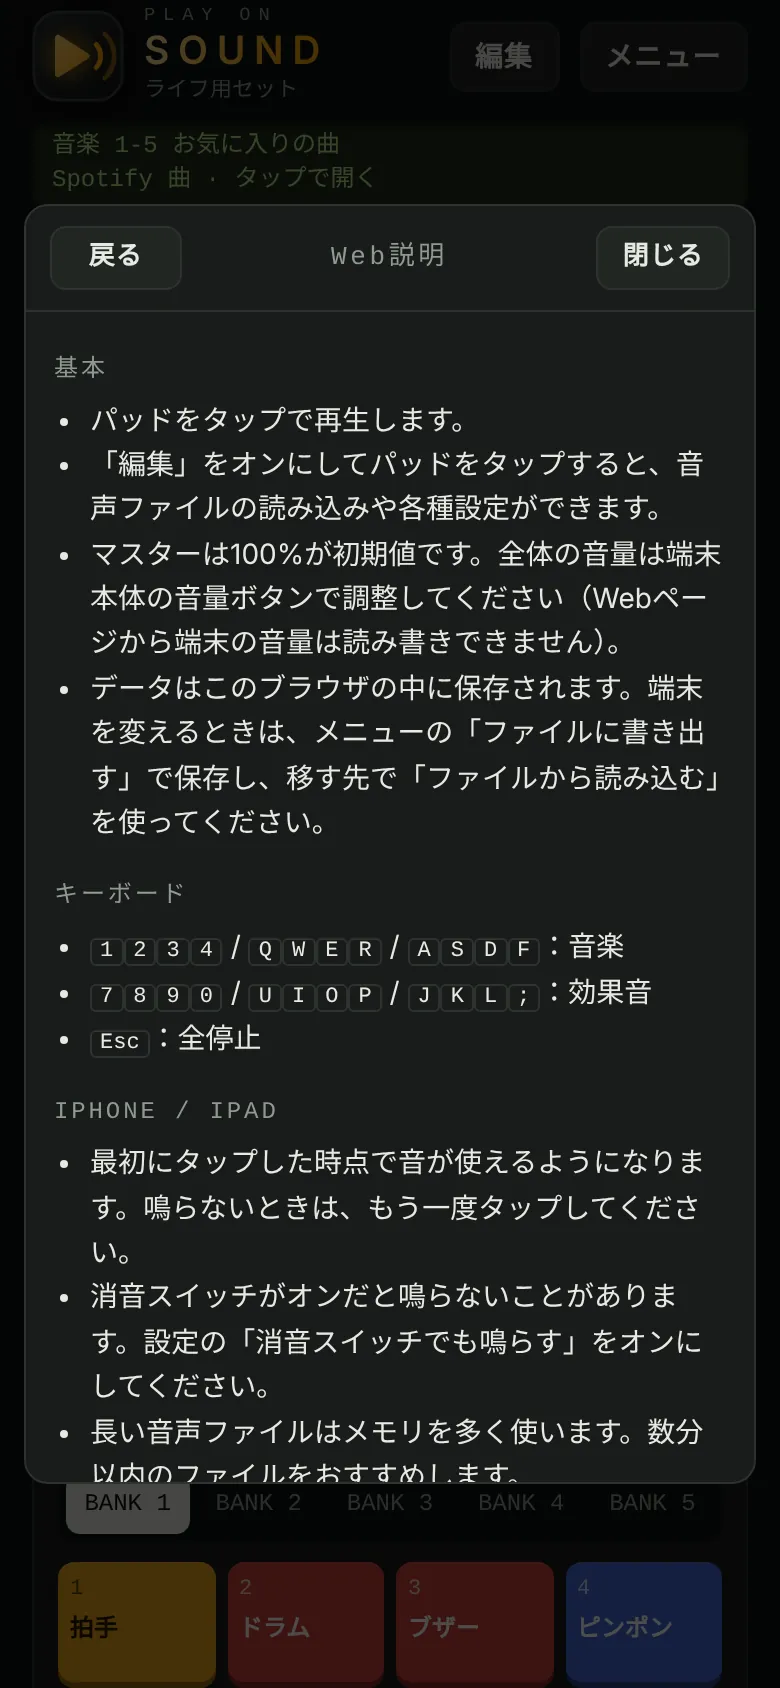 PLAY ON
SOUND
ライフ用セット
編集
メニュー
音楽 1-5 お気に入りの曲
Spotify 曲 · タップで開く
戻る
Web説明
閉じる
基本
• パッドをタップで再生します。
• 「編集」をオンにしてパッドをタップすると、音
声ファイルの読み込みや各種設定ができます。
• マスターは100%が初期値です。全体の音量は端末
本体の音量ボタンで調整してください（Webペー
ジから端末の音量は読み書きできません）。
• データはこのブラウザの中に保存されます。端末
を変えるときは、メニューの「ファイルに書き出
す」で保存し、移す先で「ファイルから読み込む」
を使ってください。
キーボード
• 1 2 3 4 / Q W E R / A S D F：音楽
• 7 8 9 0 / U I O P / J K L ;：効果音
• Esc：全停止
IPHONE / IPAD
• 最初にタップした時点で音が使えるようになりま
す。鳴らないときは、もう一度タップしてくださ
い。
• 消音スイッチがオンだと鳴らないことがありま
す。設定の「消音スイッチでも鳴らす」をオンに
してください。
• 長い音声ファイルはメモリを多く使います。数分
以内のファイルをおすすめします。
BANK 1
BANK 2
BANK 3
BANK 4
BANK 5
1
拍手
2
ドラム
3
ブザー
4
ピンポン